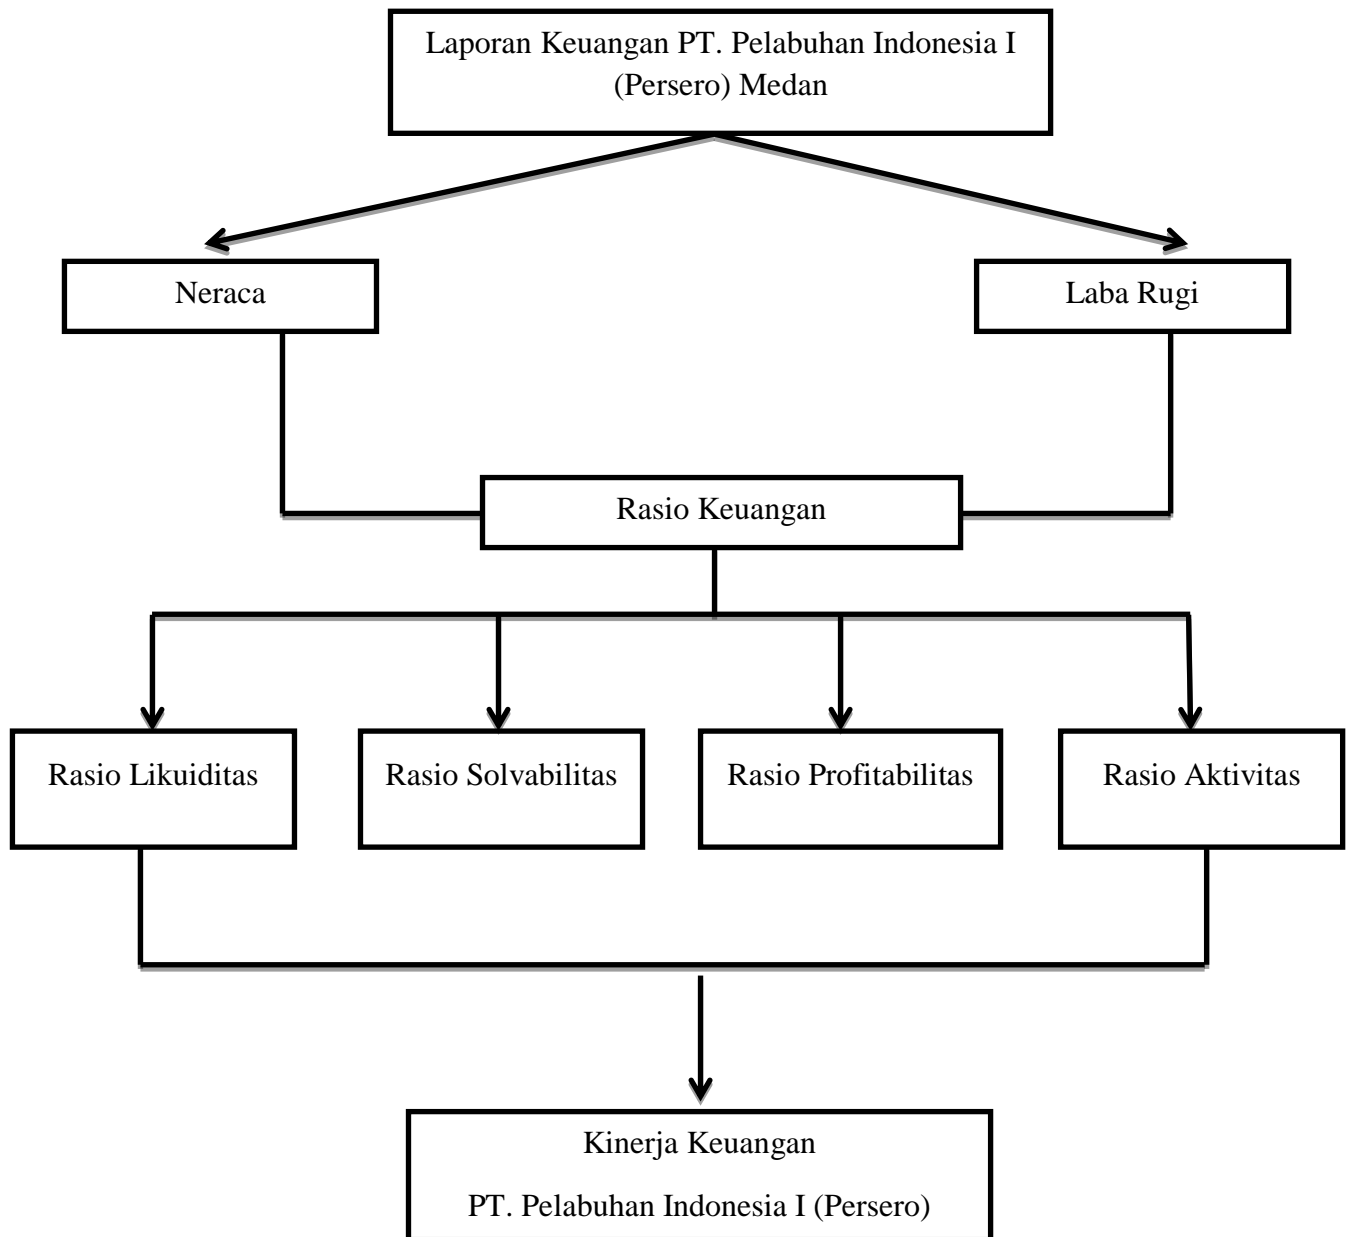 Laporan Keuangan PT. Pelabuhan Indonesia I
(Persero) Medan
Neraca
Laba Rugi
Rasio Keuangan
Rasio Likuiditas
Rasio Solvabilitas
Rasio Profitabilitas
Rasio Aktivitas
Kinerja Keuangan
PT. Pelabuhan Indonesia I (Persero)